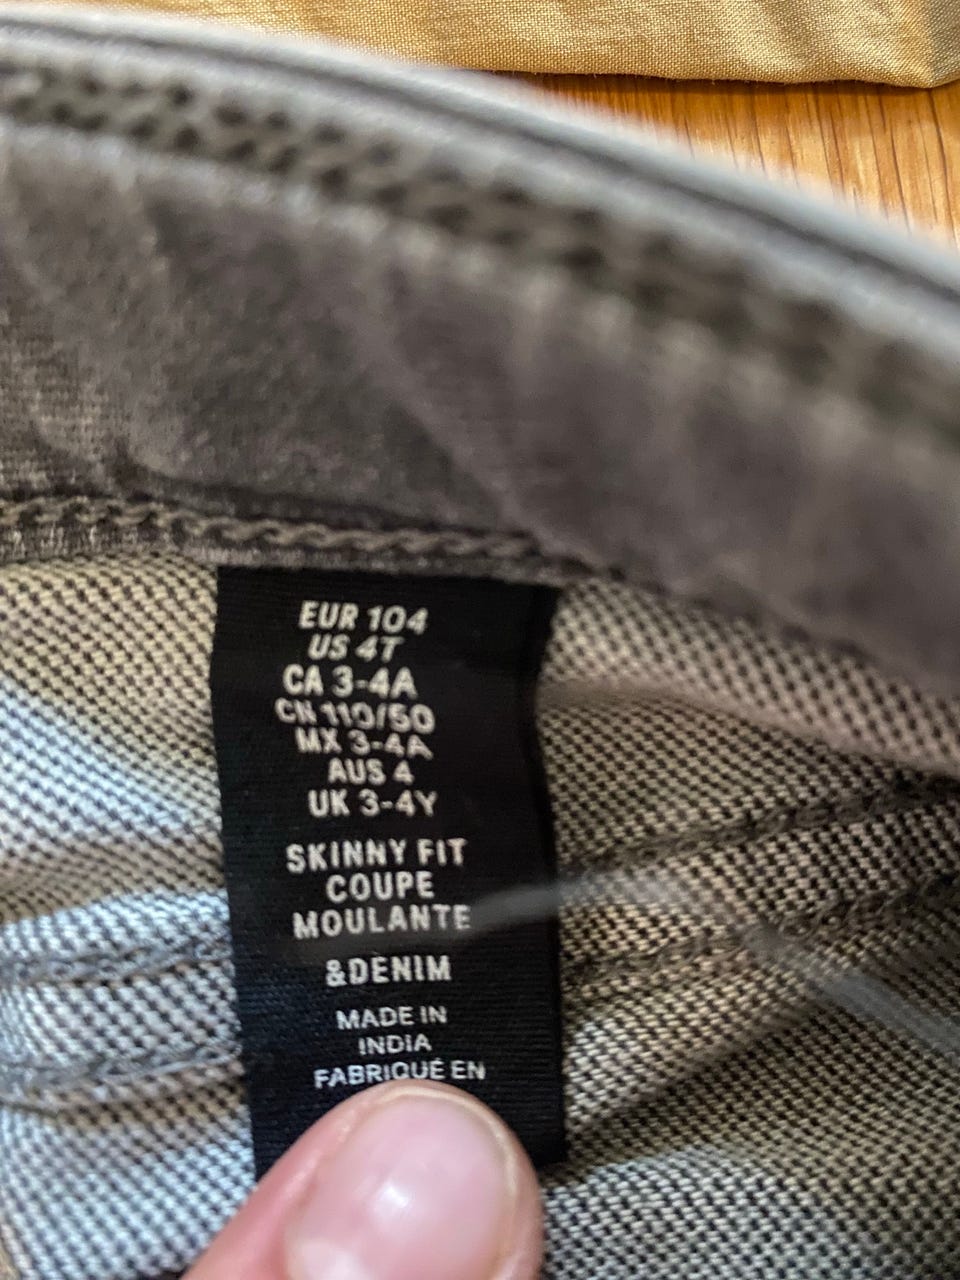 EUR 104
US 4T
CA 3-4A
CN 110/50
MX 3-4A
AUS 4
UK 3-4Y
SKINNY FIT
COUPE
MOULANTE
&DENIM
MADE IN
INDIA
FABRIQUÉ EN